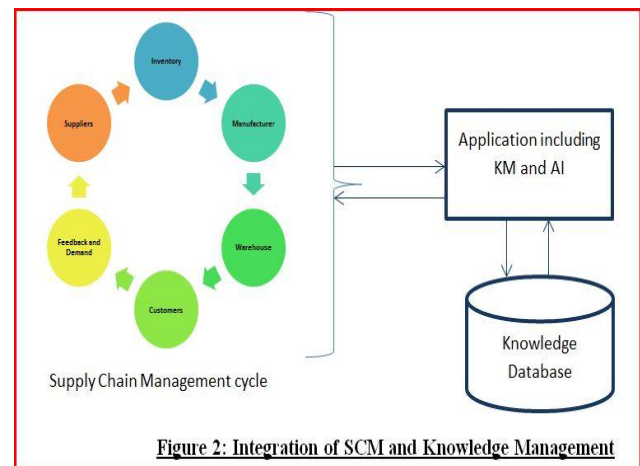 Inventory
Suppliers
Manufacturer
Application including
KM and AI
Feedback and
Demand
Warehouse
Customers
Knowledge
Database
Supply Chain Management cycle
Figure 2: Integration of SCM and Knowledge Management